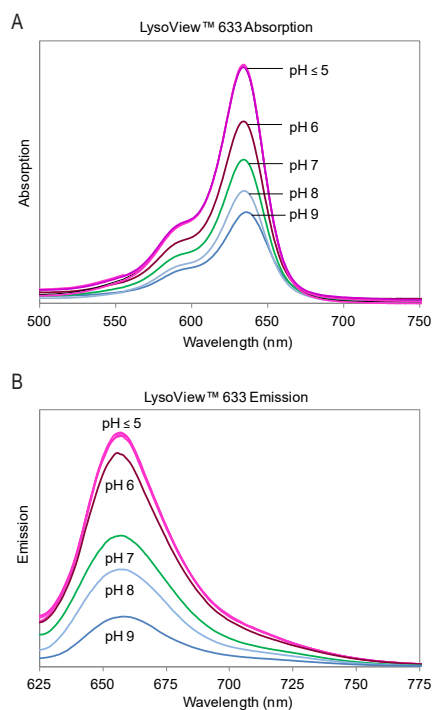 A
LysoView™ 633 Absorption
pH ≤ 5
pH 6
pH 7
pH 8
pH 9
Absorption
500 550 600 650 700 750
Wavelength (nm)
B
LysoView™ 633 Emission
pH ≤ 5
pH 6
pH 7
pH 8
pH 9
Emission
625 650 675 700 725 750 775
Wavelength (nm)